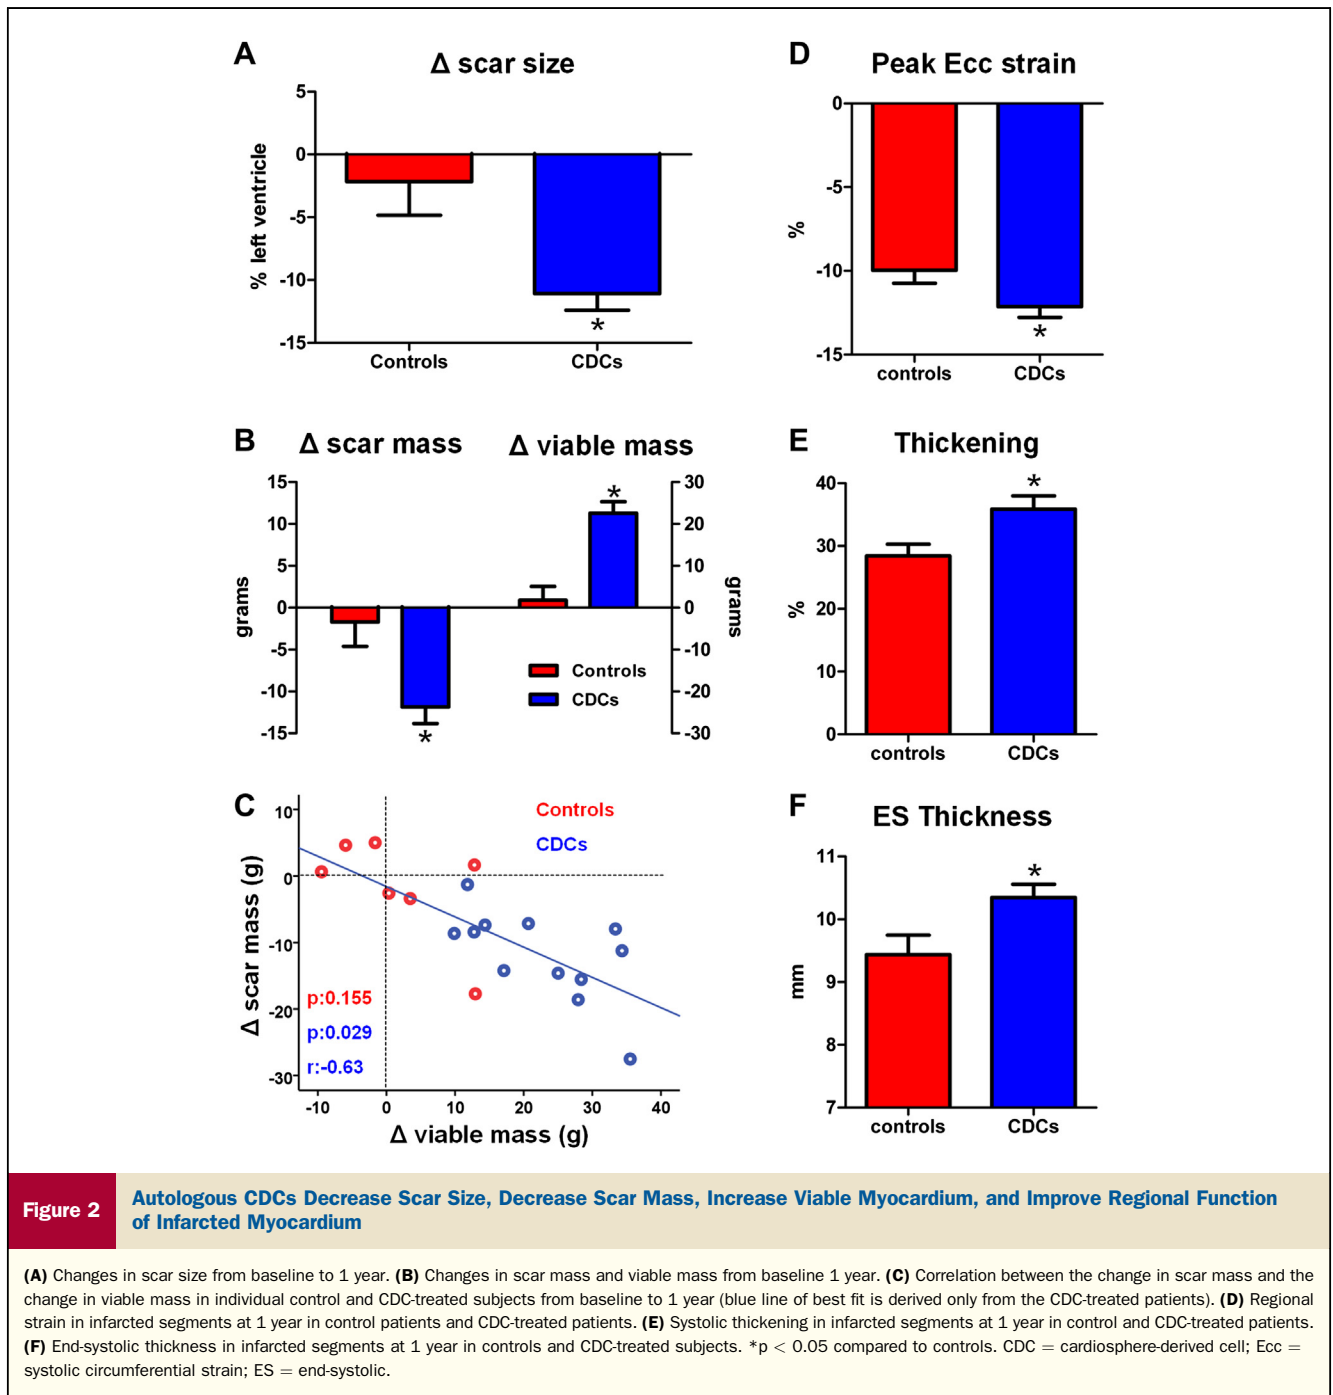 A
Δ scar size
5
0
-5
-10
-15
% left ventricle
*
Controls
CDCs
B
Δ scar mass
Δ viable mass
15
10
5
0
-5
-10
-15
grams
*
*
30
20
10
0
-10
-20
-30
grams
Controls
CDCs
C
Controls
CDCs
10
0
-10
-20
-30
Δ scar mass (g)
p:0.155
p:0.029
r:-0.63
-10
0
10
20
30
40
Δ viable mass (g)
D
Peak Ecc strain
0
-5
-10
-15
%
*
controls
CDCs
E
Thickening
40
30
20
10
0
%
*
controls
CDCs
F
ES Thickness
11
10
9
8
7
mm
*
controls
CDCs
Figure 2
Autologous CDCs Decrease Scar Size, Decrease Scar Mass, Increase Viable Myocardium, and Improve Regional Function
of Infarcted Myocardium
(A) Changes in scar size from baseline to 1 year. (B) Changes in scar mass and viable mass from baseline 1 year. (C) Correlation between the change in scar mass and the
change in viable mass in individual control and CDC-treated subjects from baseline to 1 year (blue line of best fit is derived only from the CDC-treated patients). (D) Regional
strain in infarcted segments at 1 year in control patients and CDC-treated patients. (E) Systolic thickening in infarcted segments at 1 year in control and CDC-treated patients.
(F) End-systolic thickness in infarcted segments at 1 year in controls and CDC-treated subjects. *p < 0.05 compared to controls. CDC = cardiosphere-derived cell; Ecc =
systolic circumferential strain; ES = end-systolic.